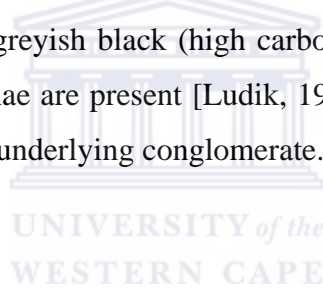 greyish black (high carbo
ae are present [Ludik, 19
underlying conglomerate.
UNIVERSITY of the
WESTERN CAPE